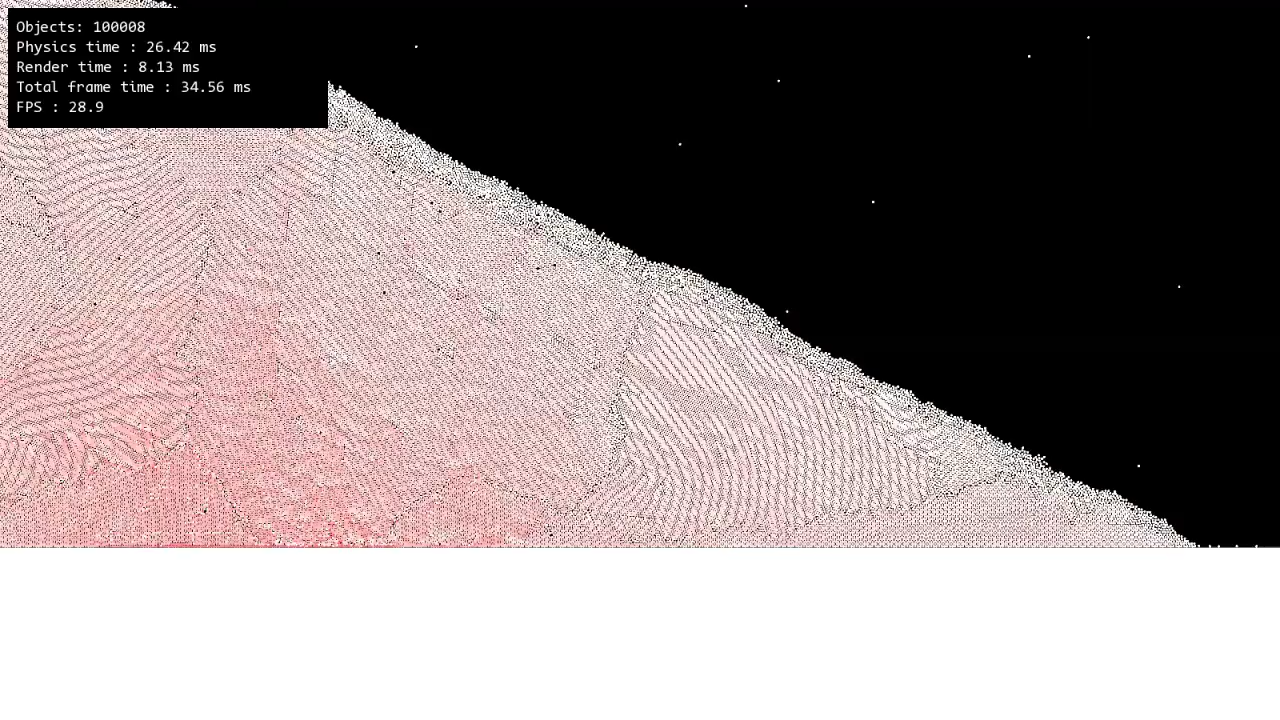 Objects: 100008
Physics time : 26.42 ms
Render time : 8.13 ms
Total frame time : 34.56 ms
FPS : 28.9